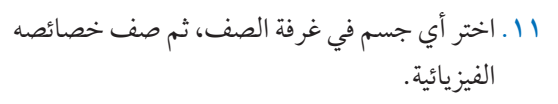 ١١. اختر أي جسم في غرفة الصف، ثم صف خصائصه
الفيزيائية.